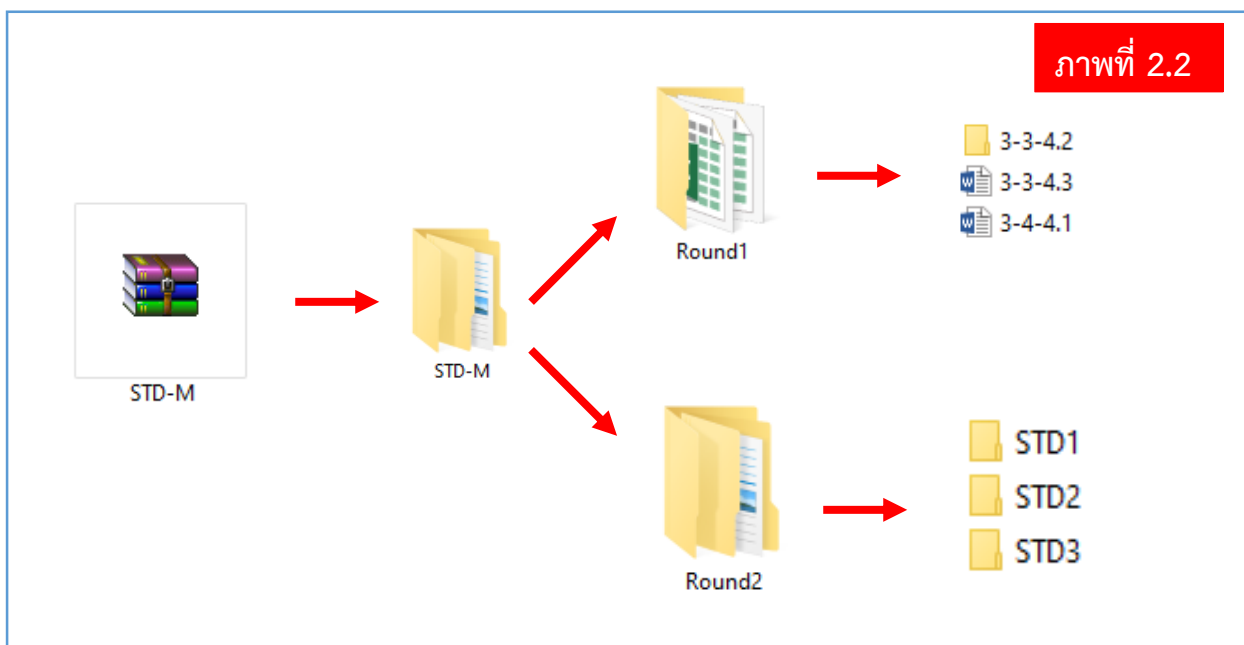 ภาพที่ 2.2
STD-M
STD-M
Round1
3-3-4.2
3-3-4.3
3-4-4.1
Round2
STD1
STD2
STD3